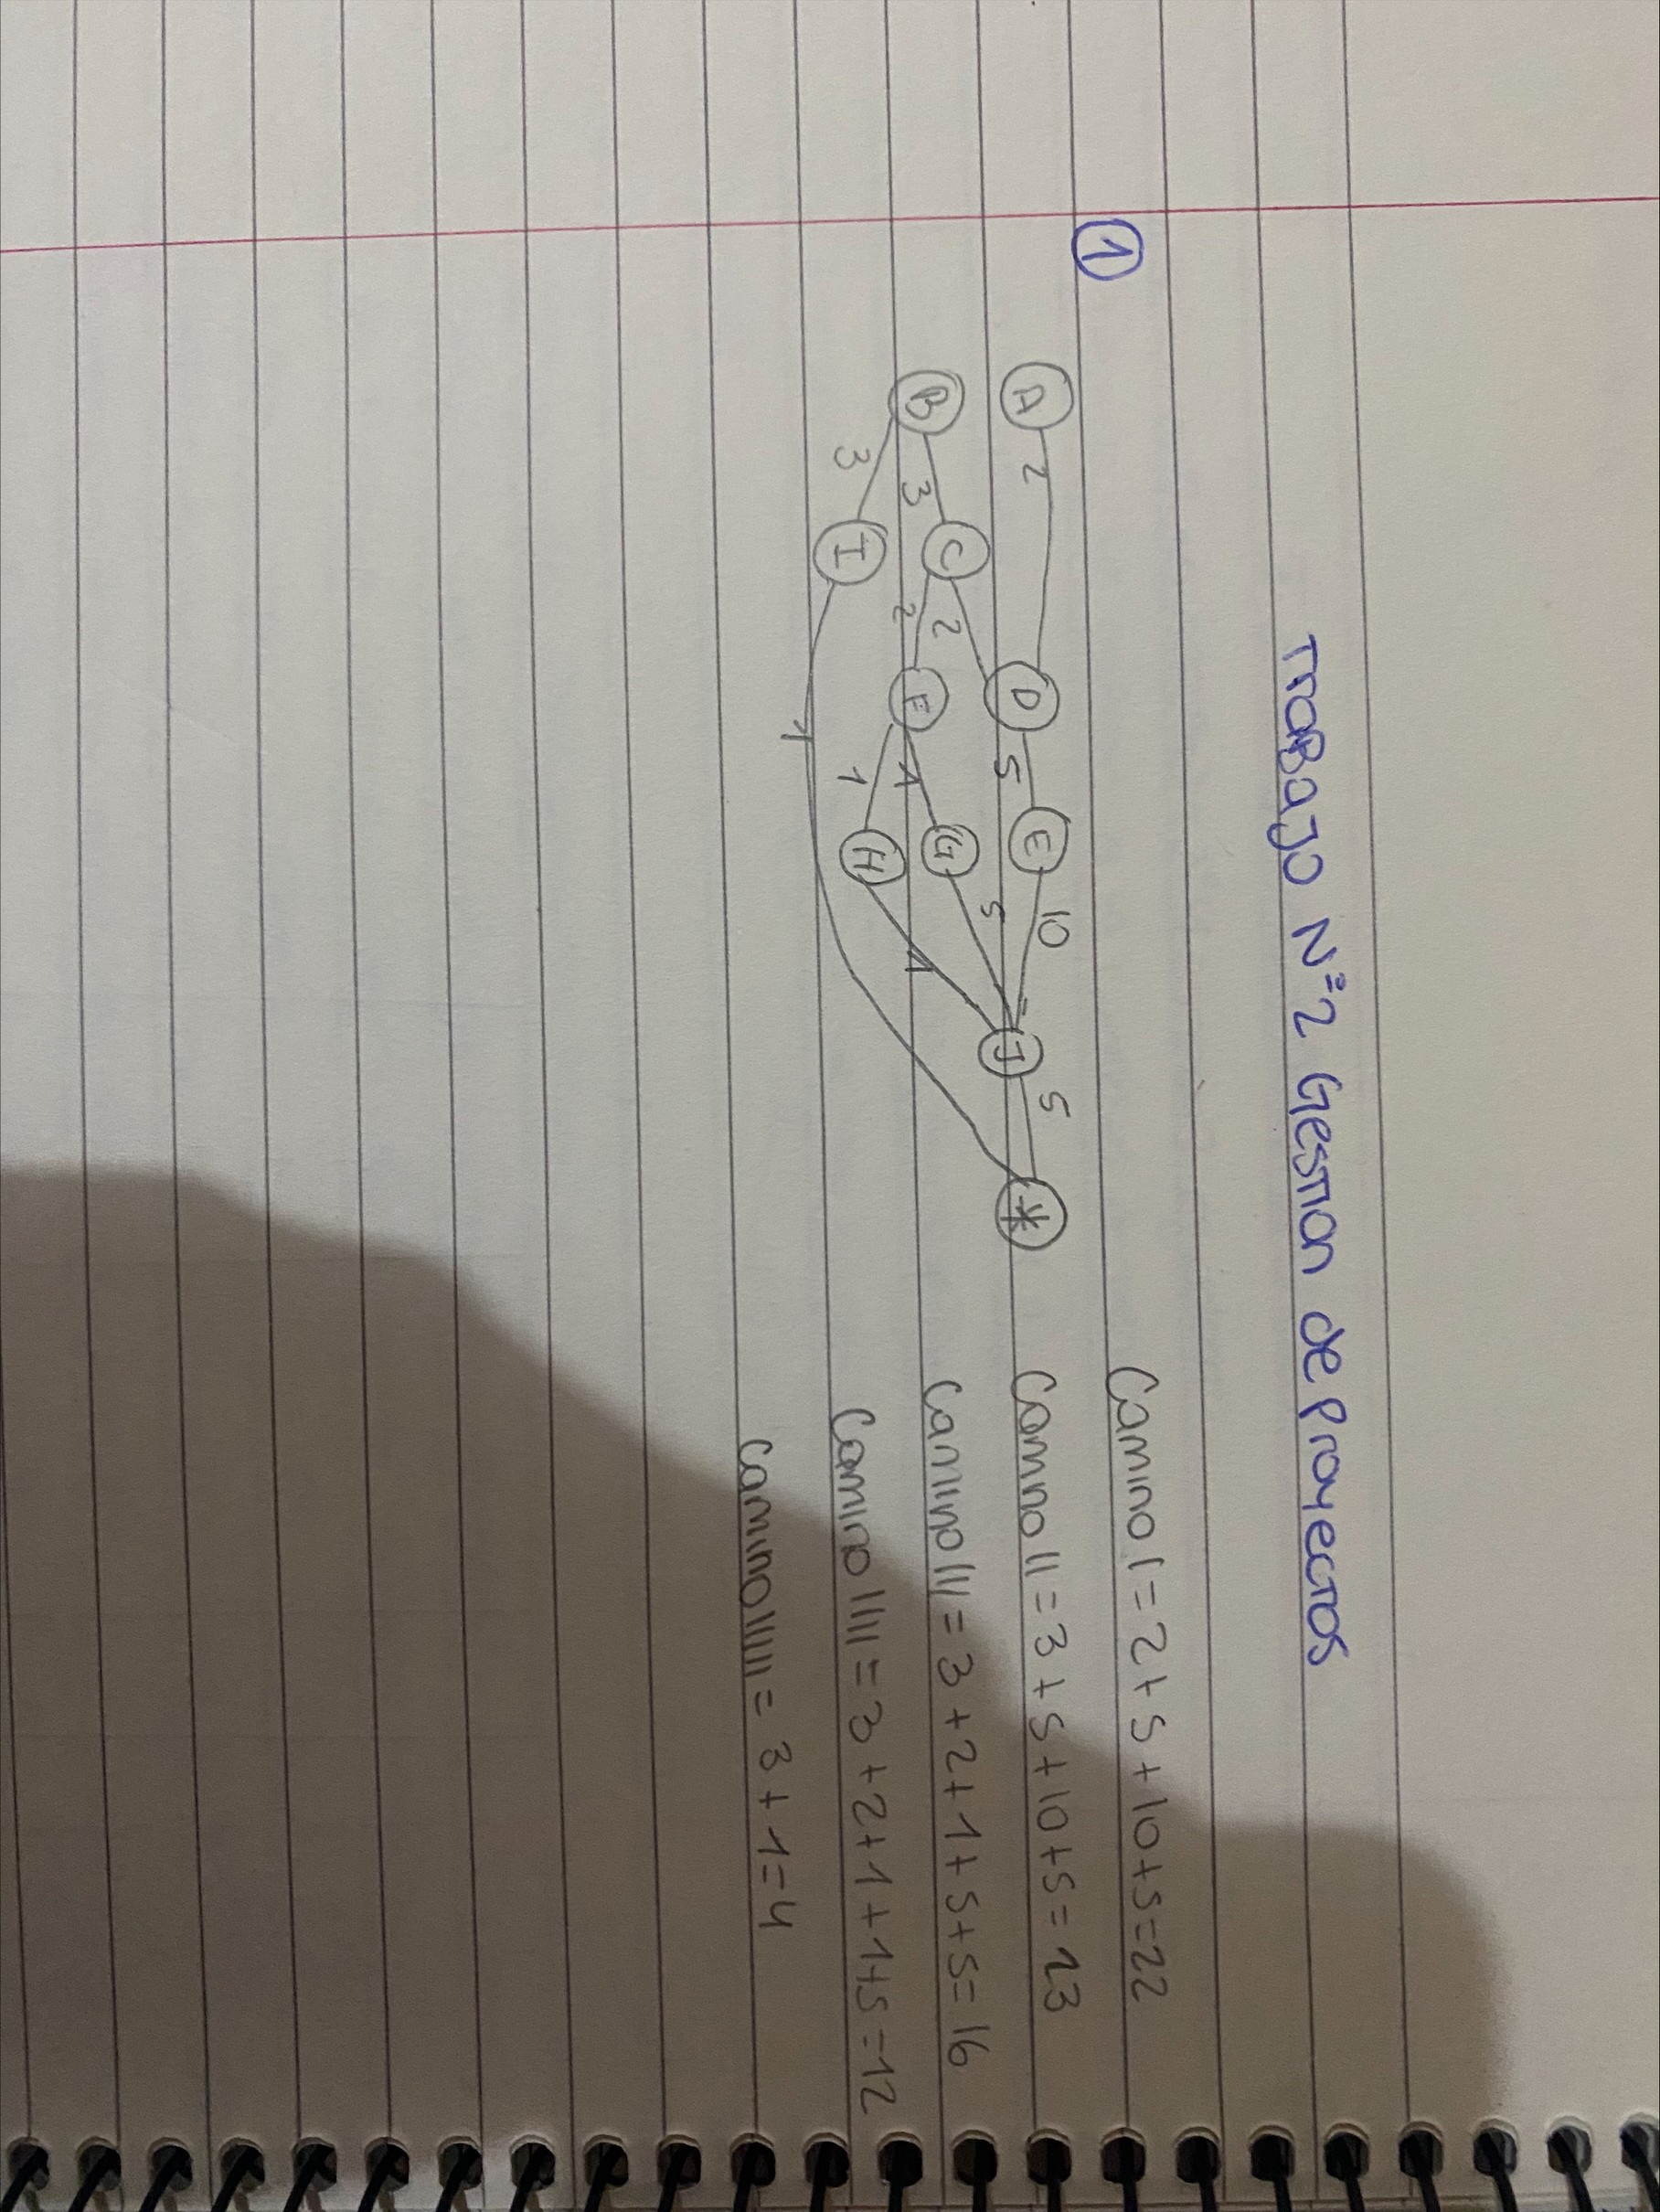 TraBajo N°2 Gestion de Proyectos
1
A 2 D 5 E 10 J 5 *
B 3 C 2 2 F 1 G 5
3 I 1 H 1
1
Camino I = 2 + 5 + 10 + 5 = 22
Camino II = 3 + 5 + 10 + 5 = 23
Camino III = 3 + 2 + 1 + 5 + 5 = 16
Camino IIII = 3 + 2 + 1 + 1 + 5 = 12
Camino IIIII = 3 + 1 = 4